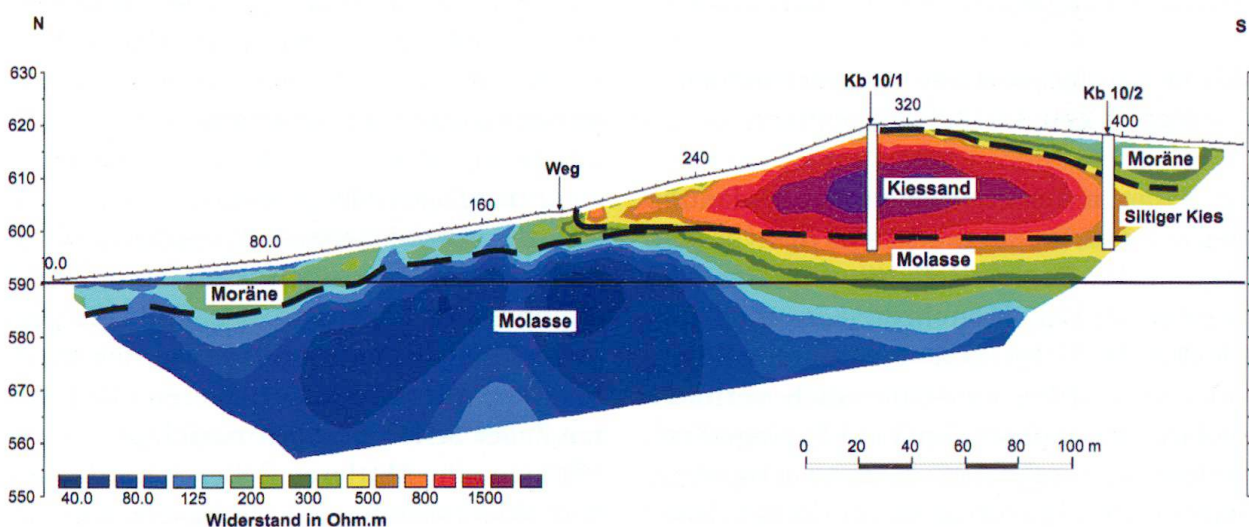 N S
630
620
610
600
590
580
570
560
550
Kb 10/1
320
Kb 10/2
400
Weg
240
160
80.0
0.0
Moräne
Kiessand
Siltiger Kies
Molasse
Moräne
Molasse
0 20 40 60 80 100 m
40.0 80.0 125 200 300 500 800 1500
Widerstand in Ohm.m